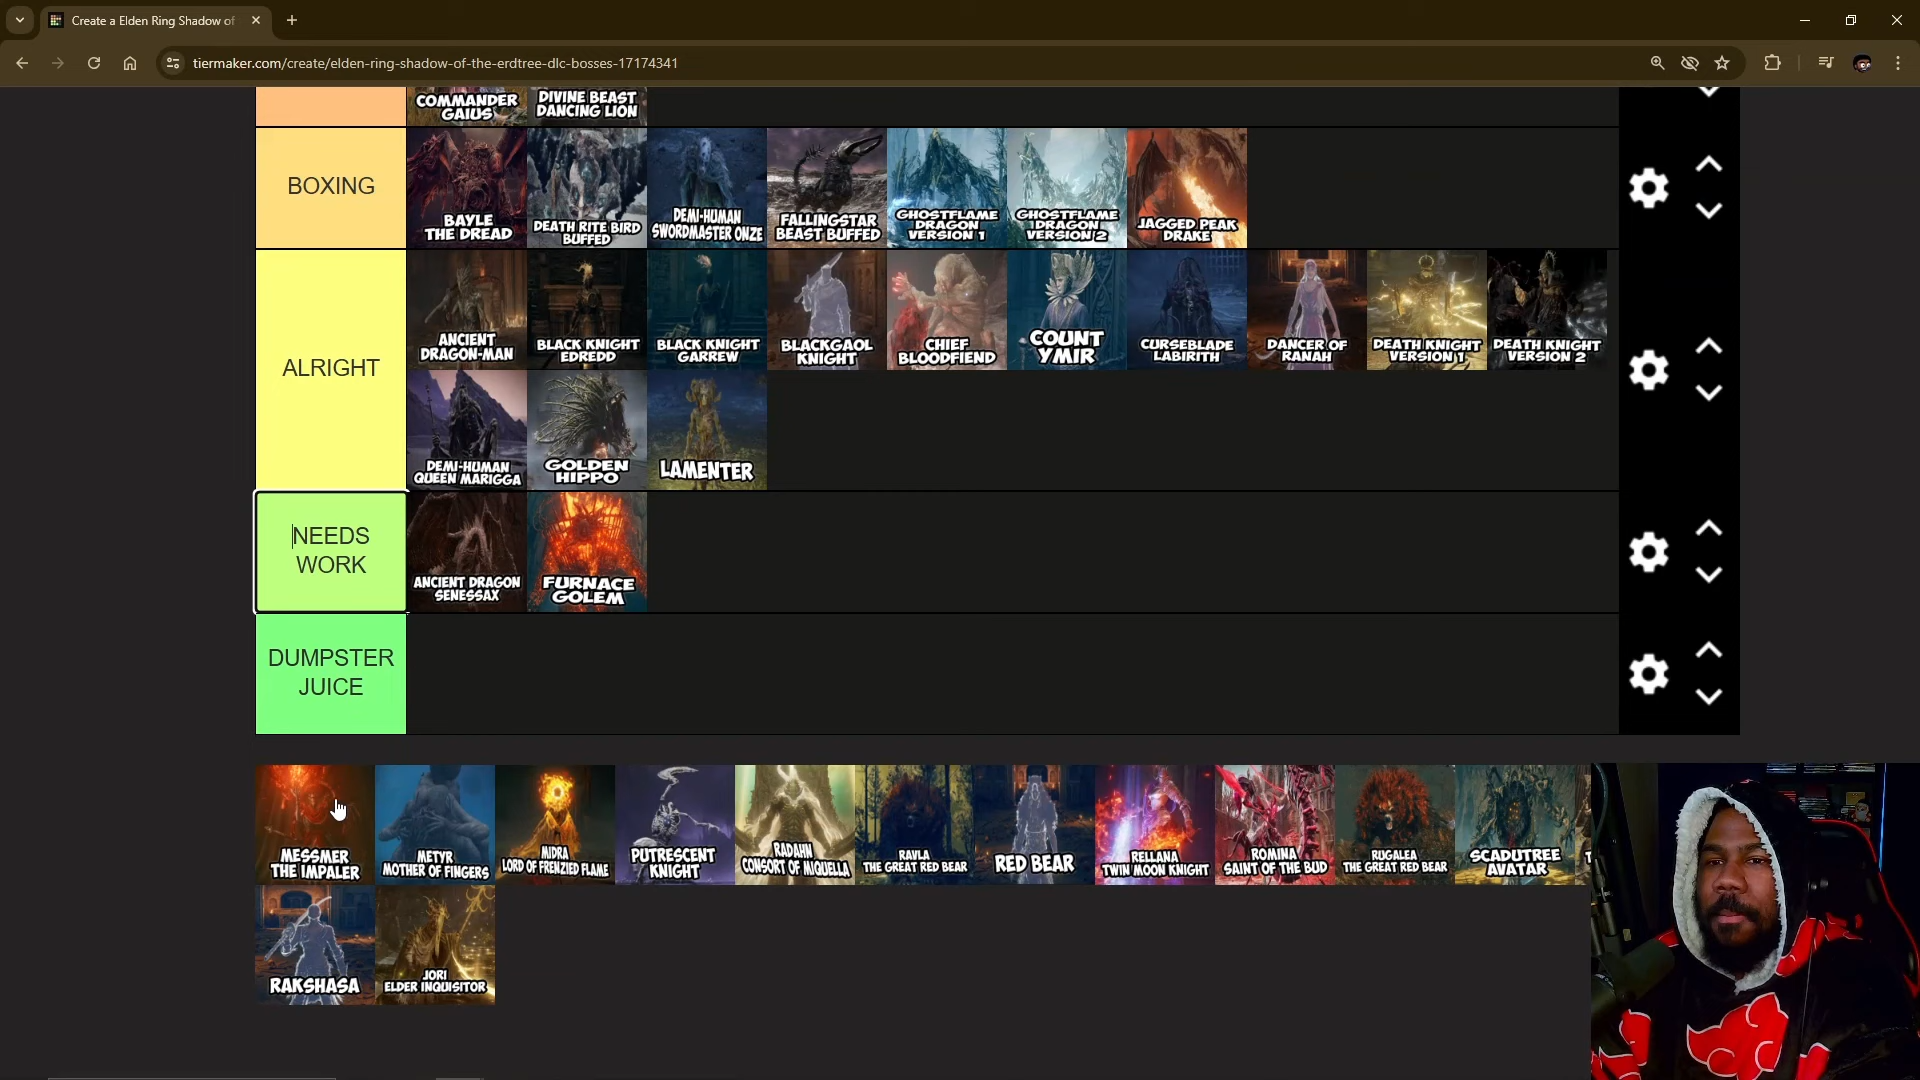 Create a Elden Ring Shadow of
tiermaker.com/create/elden-ring-shadow-of-the-erdtree-dlc-bosses-17174341
COMMANDER
GAIUS
DIVINE BEAST
DANCING LION
BOXING
BAYLE
THE DREAD
DEATH RITE BIRD
BUFFED
DEMI-HUMAN
SWORDMASTER ONZE
FALLINGSTAR
BEAST BUFFED
GHOSTFLAME
DRAGON
VERSION 1
GHOSTFLAME
DRAGON
VERSION 2
JAGGED PEAK
DRAKE
ALRIGHT
ANCIENT
DRAGON-MAN
BLACK KNIGHT
EDREDD
BLACK KNIGHT
GARREW
BLACKGAOL
KNIGHT
CHIEF
BLOODFIEND
COUNT
YMIR
CURSEBLADE
LABIRITH
DANCER OF
RANAH
DEATH KNIGHT
VERSION 1
DEATH KNIGHT
VERSION 2
DEMI-HUMAN
QUEEN MARIGGA
GOLDEN
HIPPO
LAMENTER
NEEDS
WORK
ANCIENT DRAGON
SENESSAX
FURNACE
GOLEM
DUMPSTER
JUICE
MESSMER
THE IMPALER
METYR
MOTHER OF FINGERS
MIDRA
LORD OF FRENZIED FLAME
PUTRESCENT
KNIGHT
RADAHN
CONSORT OF MIQUELLA
RAVLA
THE GREAT RED BEAR
RED BEAR
RELLANA
TWIN MOON KNIGHT
ROMINA
SAINT OF THE BUD
RUGALEA
THE GREAT RED BEAR
SCADUTREE
AVATAR
RAKSHASA
JORI
ELDER INQUISITOR